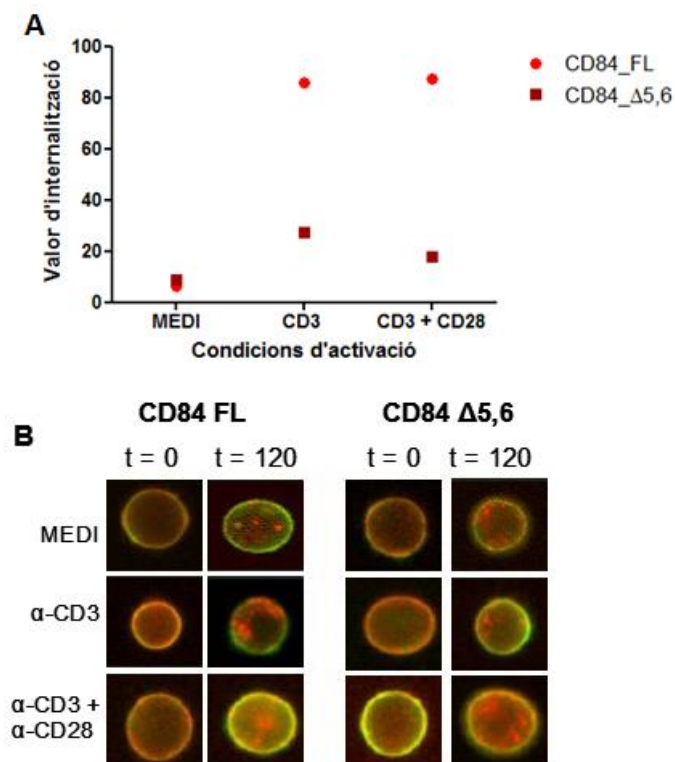 A
Valor d'internalització
100
80
60
40
20
0
MEDI CD3 CD3 + CD28
Condicions d'activació
CD84_FL
CD84_Δ5,6
B
CD84 FL CD84 Δ5,6
t = 0 t = 120 t = 0 t = 120
MEDI
α-CD3
α-CD3 +
α-CD28